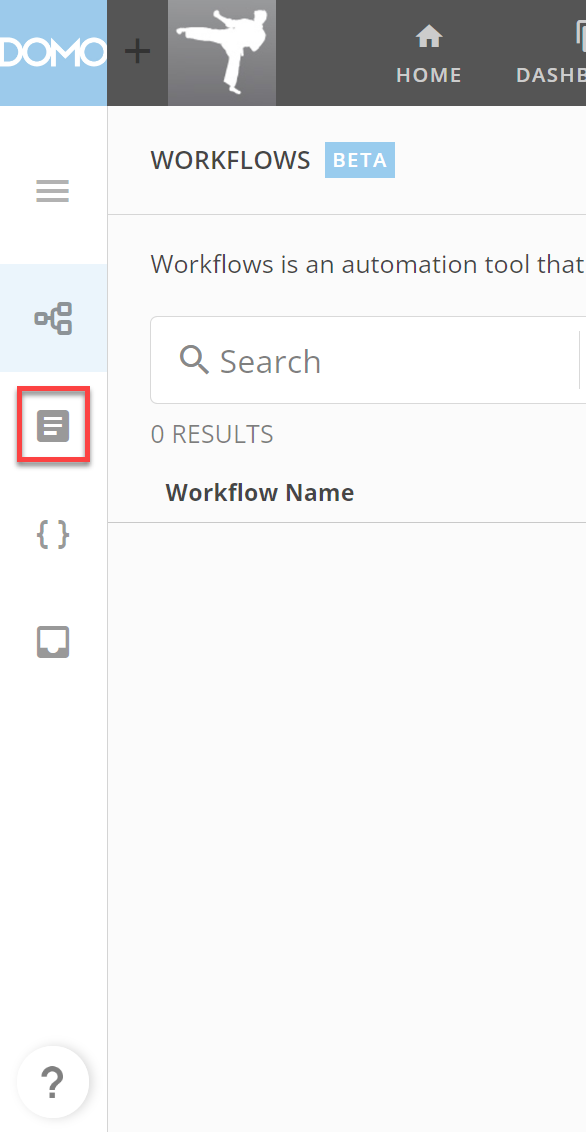 DOMO
HOME
DASHB
WORKFLOWS BETA
Workflows is an automation tool that
Search
0 RESULTS
Workflow Name
{ }
?